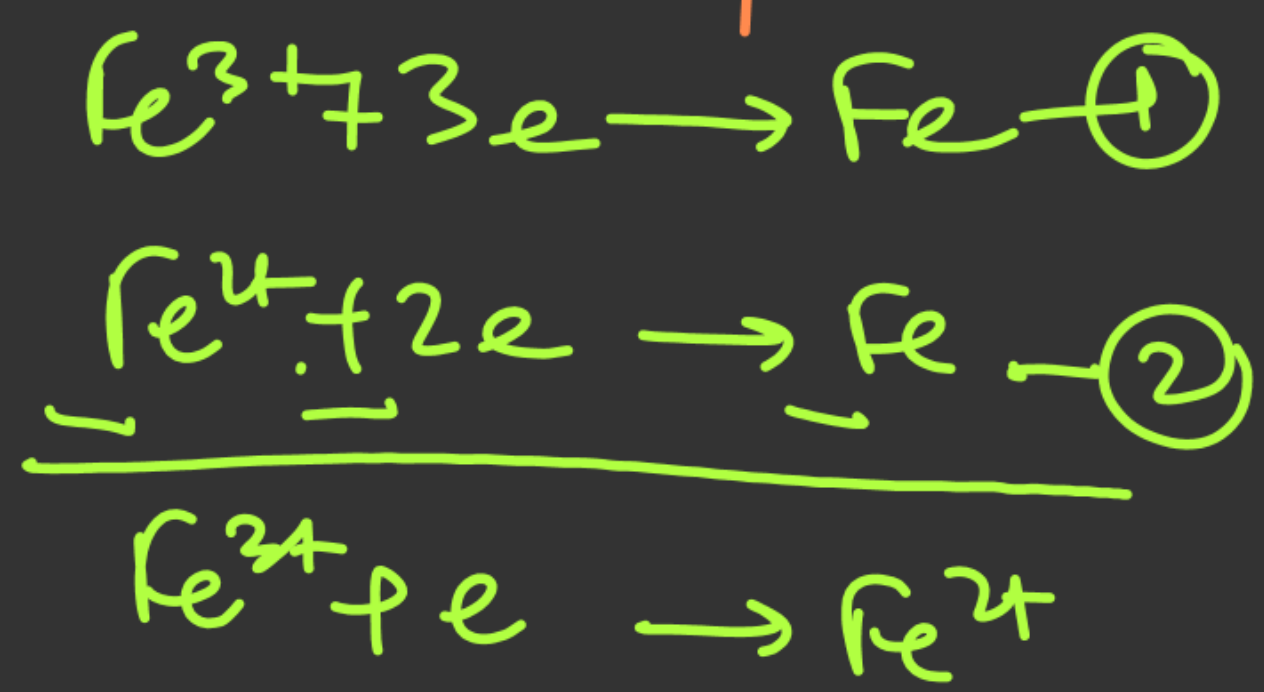 Fe³⁺ + 3e → Fe — ①
Fe²⁺ + 2e → Fe — ②
— — —
Fe³⁺ + e → Fe²⁺